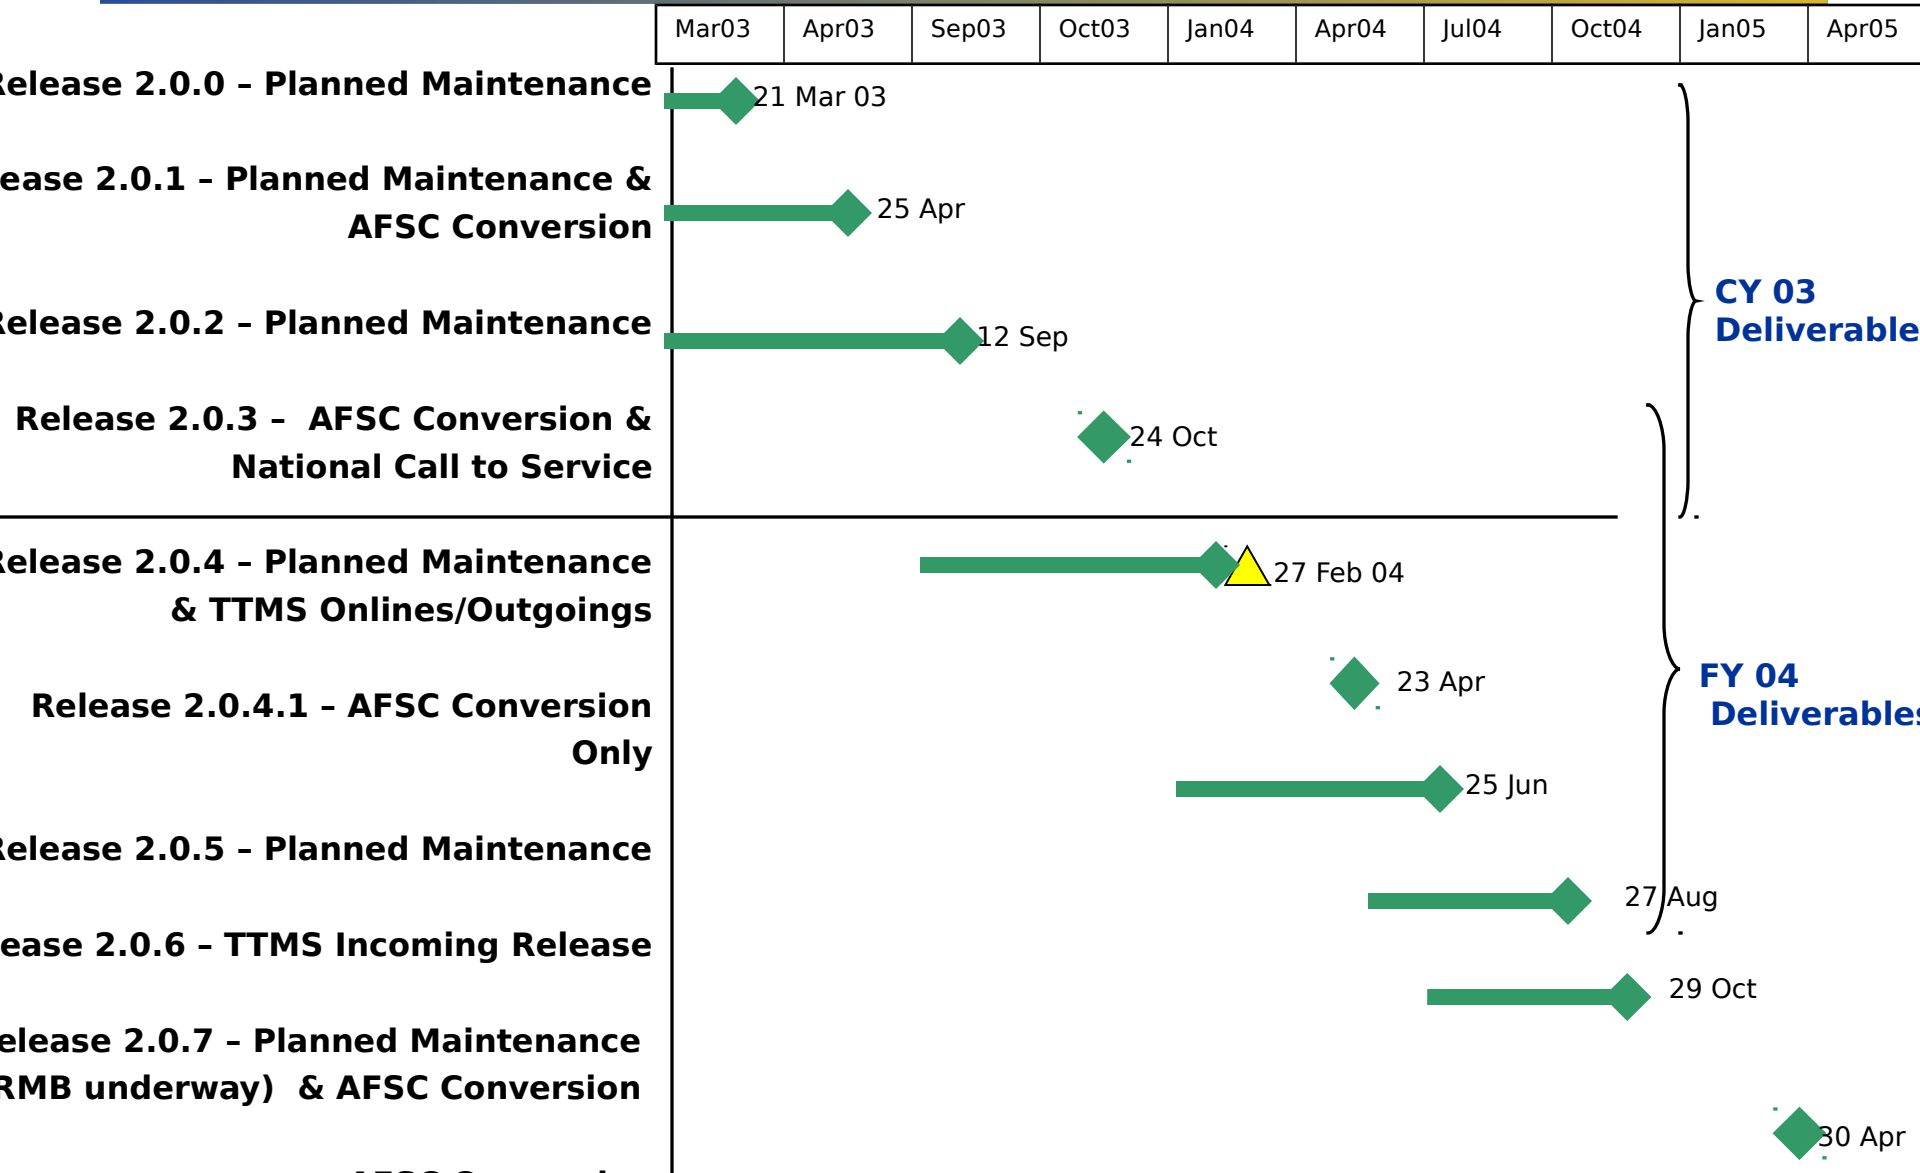 Mar03 Apr03 Sep03 Oct03 Jan04 Apr04 Jul04 Oct04 Jan05 Apr05
Release 2.0.0 – Planned Maintenance
21 Mar 03
ease 2.0.1 – Planned Maintenance &
AFSC Conversion
25 Apr
Release 2.0.2 – Planned Maintenance
12 Sep
CY 03
Deliverable
Release 2.0.3 – AFSC Conversion &
National Call to Service
24 Oct
Release 2.0.4 – Planned Maintenance
& TTMS Onlines/Outgoings
27 Feb 04
Release 2.0.4.1 – AFSC Conversion
Only
23 Apr
FY 04
Deliverables
25 Jun
Release 2.0.5 – Planned Maintenance
27 Aug
ease 2.0.6 – TTMS Incoming Release
29 Oct
elease 2.0.7 – Planned Maintenance
RMB underway) & AFSC Conversion
30 Apr